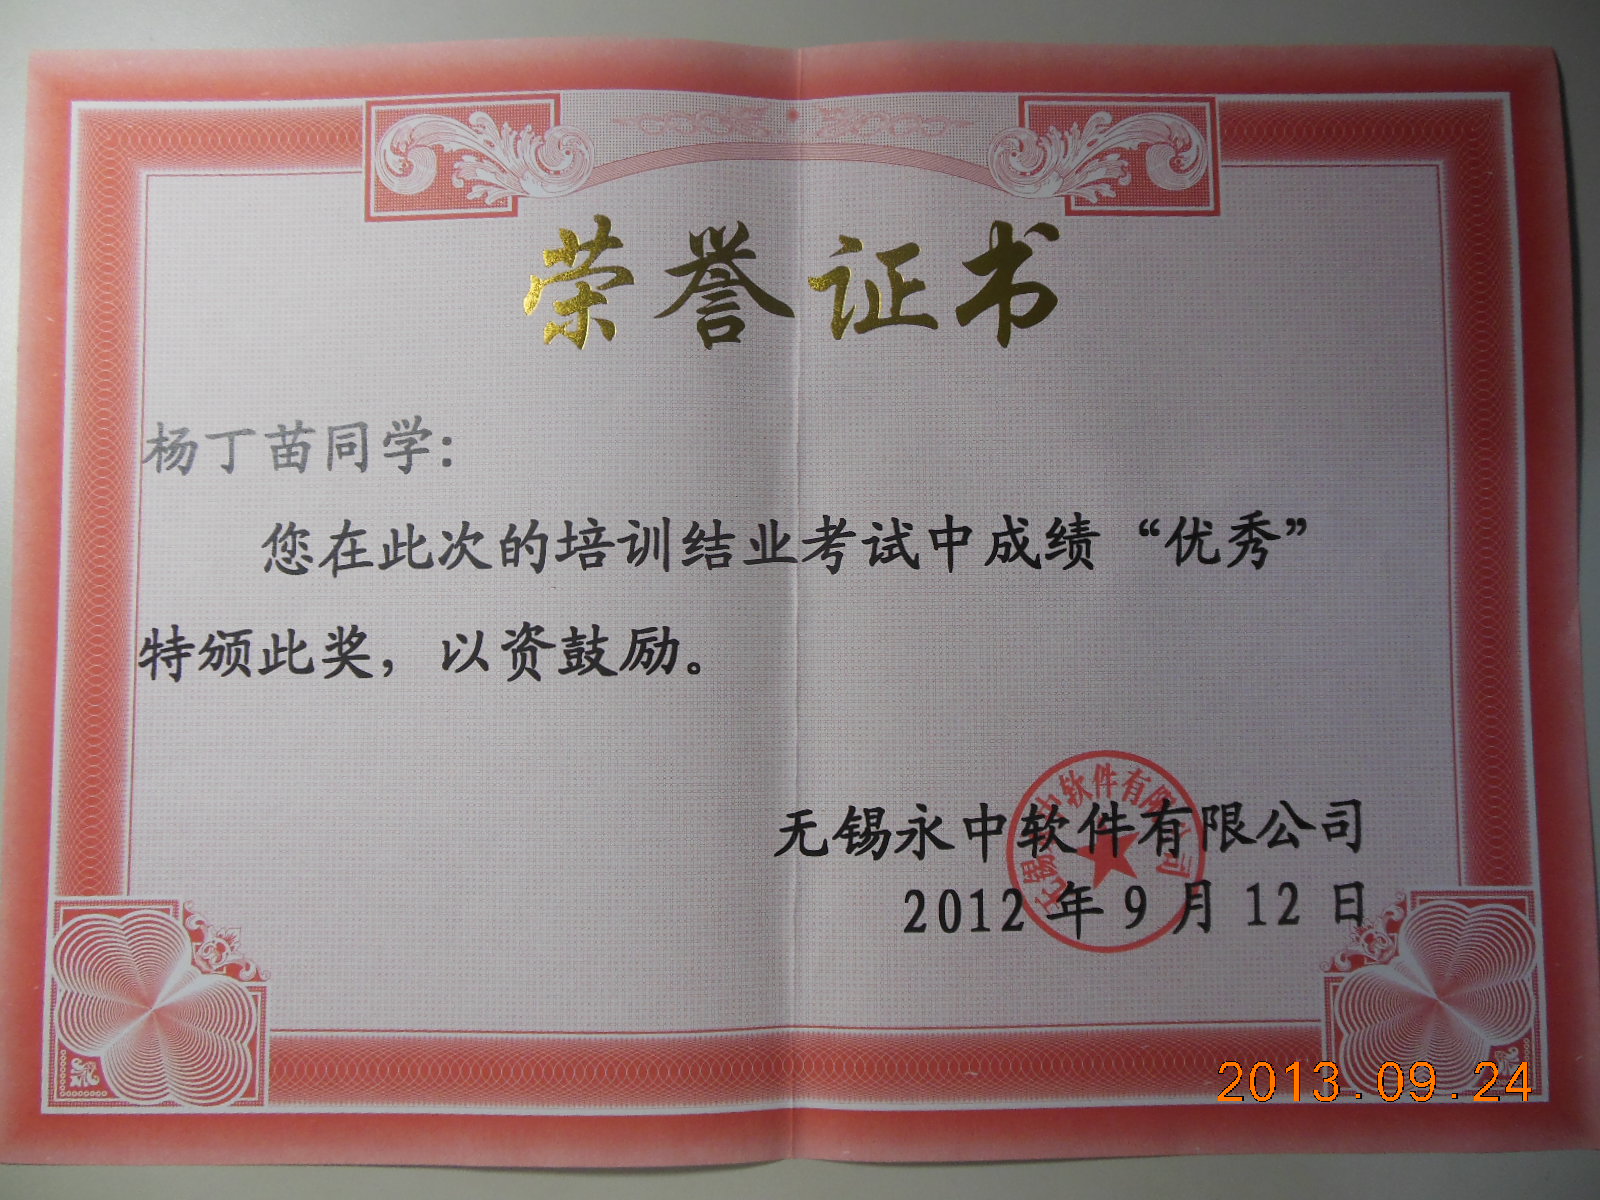 荣誉证书
杨丁苗同学：
您在此次的培训结业考试中成绩“优秀”
特颁此奖，以资鼓励。
无锡永中软件有限公司
2012 年 9 月 12 日
无锡永中软件有限公司
2013.09.24